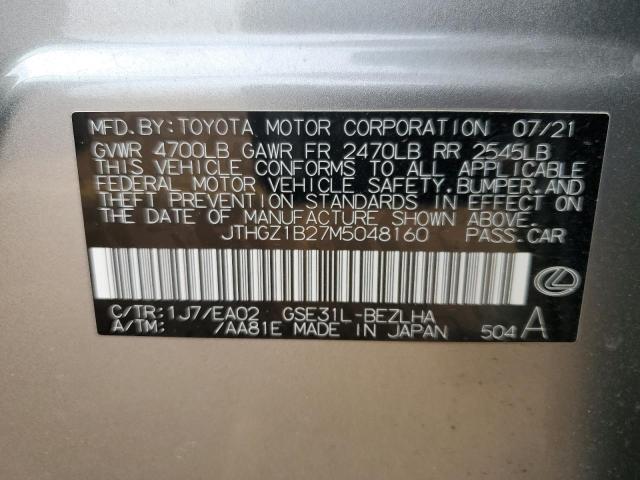 MFD.BY:TOYOTA MOTOR CORPORATION 07/21
GVWR 4700LB GAWR FR 2470LB RR 2545LB
THIS VEHICLE CONFORMS TO ALL APPLICABLE
FEDERAL MOTOR VEHICLE SAFETY,BUMPER,AND
THEFT PREVENTION STANDARDS IN EFFECT ON
THE DATE OF MANUFACTURE SHOWN ABOVE.
JTHGZ1B27M5048160 PASS.CAR
C/TR:1J7/EA02 GSE31L-BEZLHA
A/TM: /AA81E MADE IN JAPAN 504 A